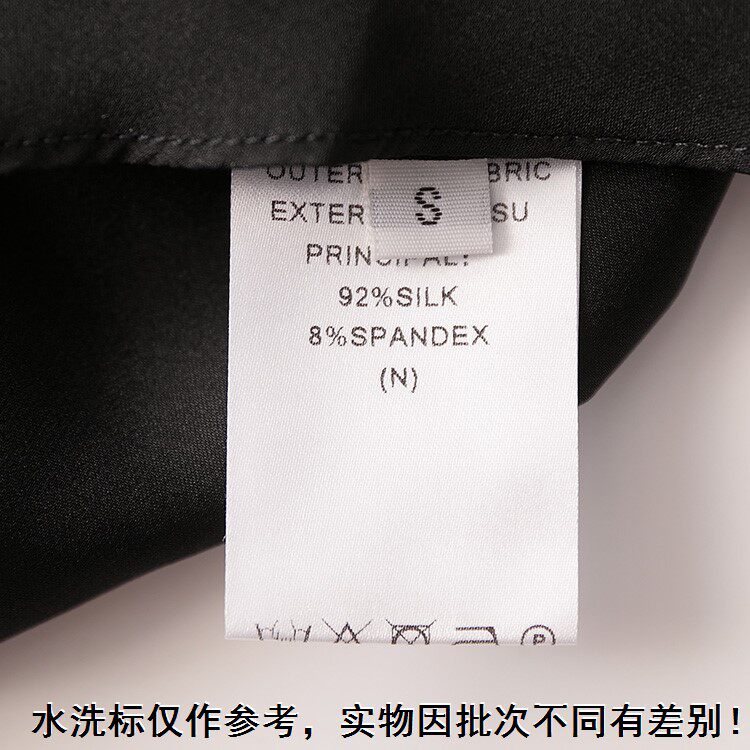 OUTER
BRIC
EXTER
SU
S
PRINCIPAL:
92%SILK
8%SPANDEX
(N)
P
水洗标仅作参考，实物因批次不同有差别！